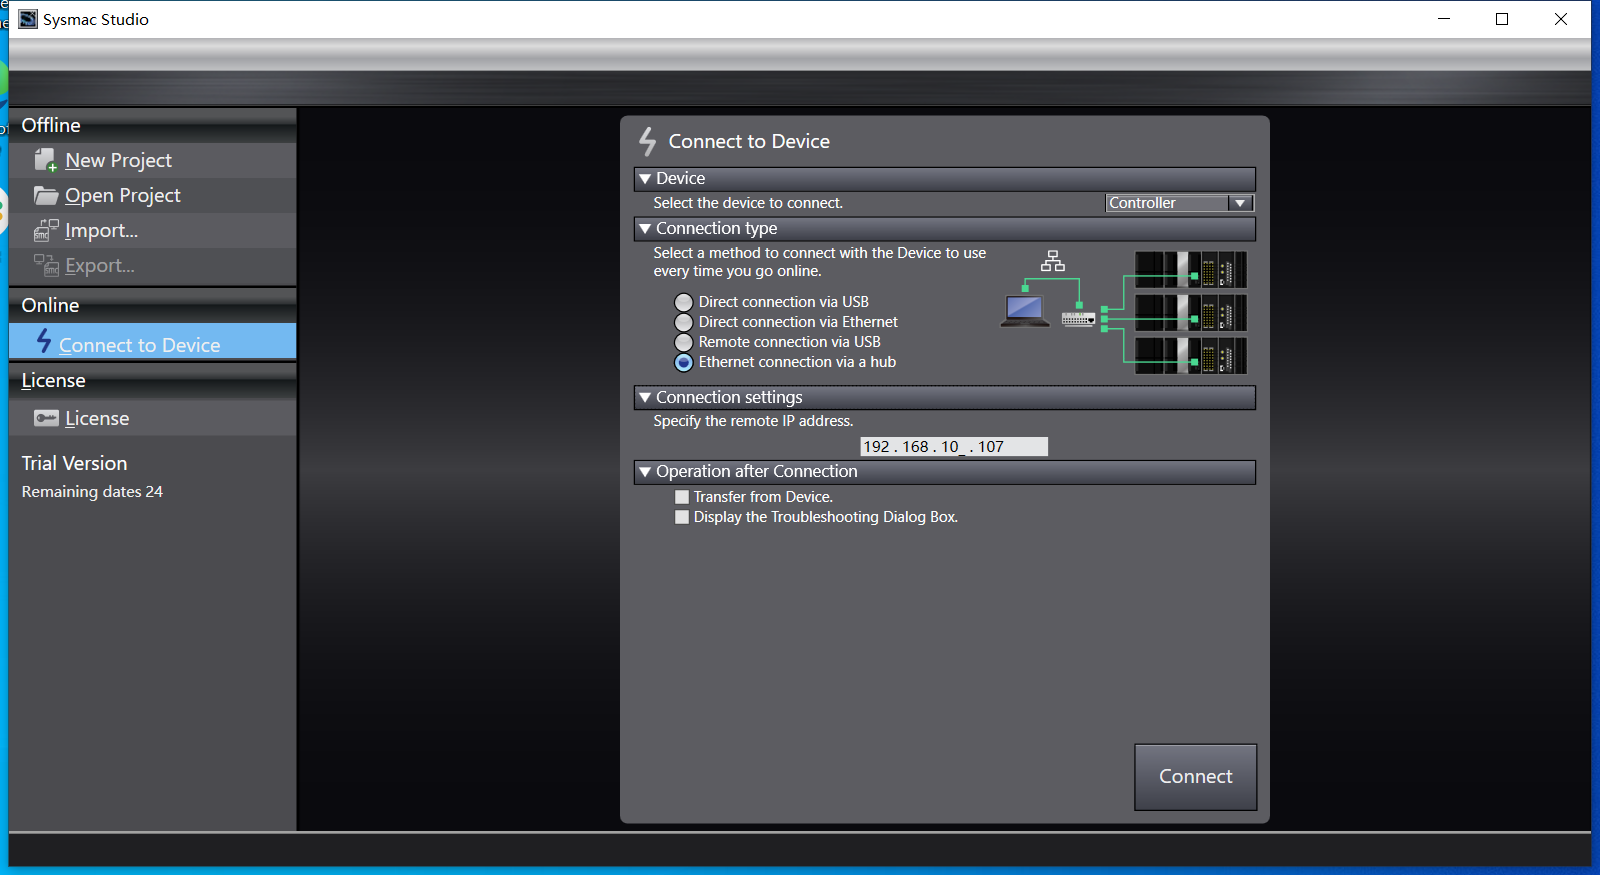 Sysmac Studio
Offline
New Project
Open Project
Import...
Export...
Online
Connect to Device
License
License
Trial Version
Remaining dates 24
Connect to Device
Device
Select the device to connect.
Controller
Connection type
Select a method to connect with the Device to use
every time you go online.
Direct connection via USB
Direct connection via Ethernet
Remote connection via USB
Ethernet connection via a hub
Connection settings
Specify the remote IP address.
192 . 168 . 10_ . 107
Operation after Connection
Transfer from Device.
Display the Troubleshooting Dialog Box.
Connect